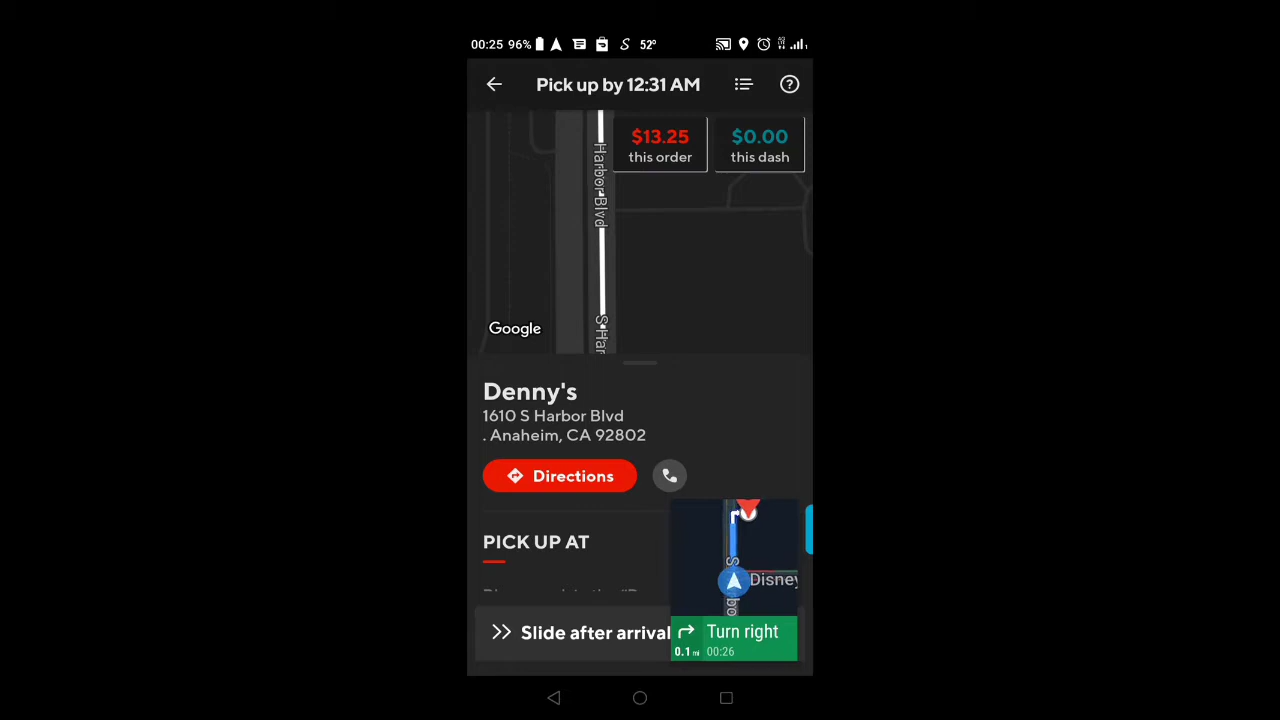 00:25 96% 52°
Pick up by 12:31 AM
$13.25
this order
$0.00
this dash
Harbor Blvd
S Har
Google
Denny's
1610 S Harbor Blvd
. Anaheim, CA 92802
Directions
PICK UP AT
Slide after arrival
Disney
Turn right
0.1 mi
00:26